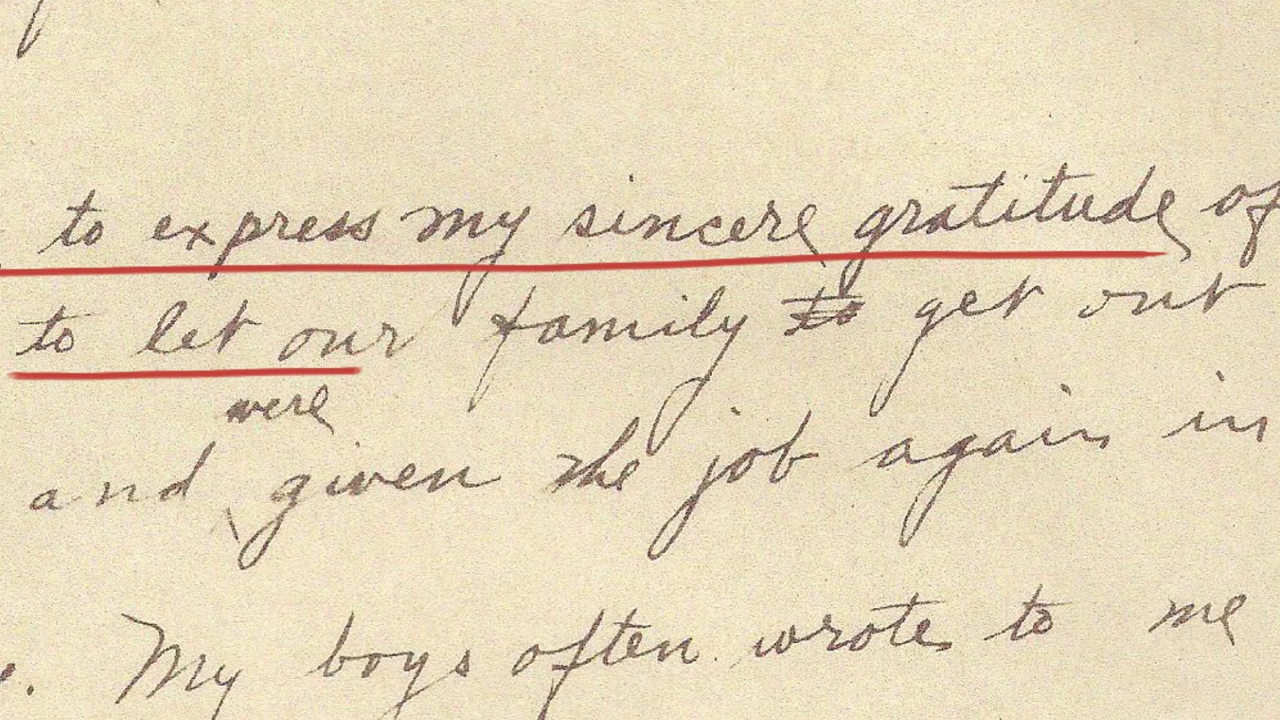 to express my sincere gratitude of
to let our family to get out
were
and given the job again in
My boys often wrote to me